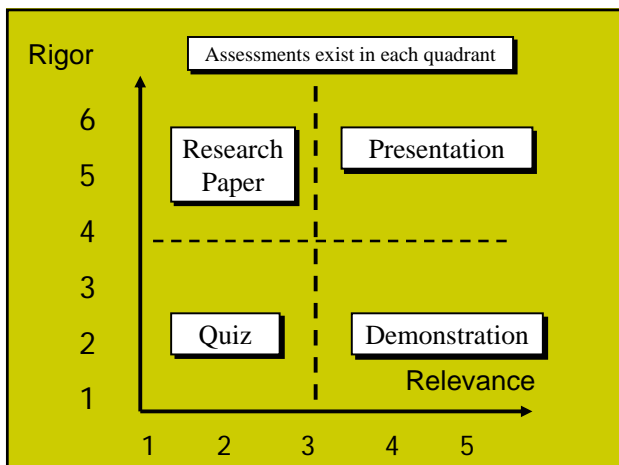 Rigor
Assessments exist in each quadrant
6
5
4
3
2
1
Research
Paper
Presentation
Quiz
Demonstration
Relevance
1 2 3 4 5